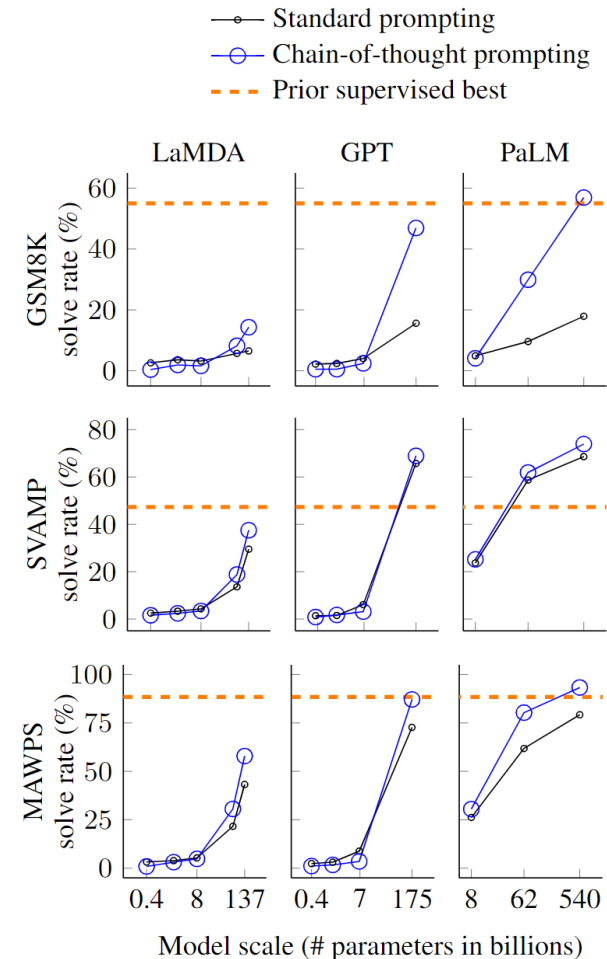 Standard prompting
Chain-of-thought prompting
Prior supervised best
LaMDA GPT PaLM
GSM8K
solve rate (%)
60
40
20
0
SVAMP
solve rate (%)
80
60
40
20
0
MAWPS
solve rate (%)
100
75
50
25
0
0.4 8 137 0.4 7 175 8 62 540
Model scale (# parameters in billions)